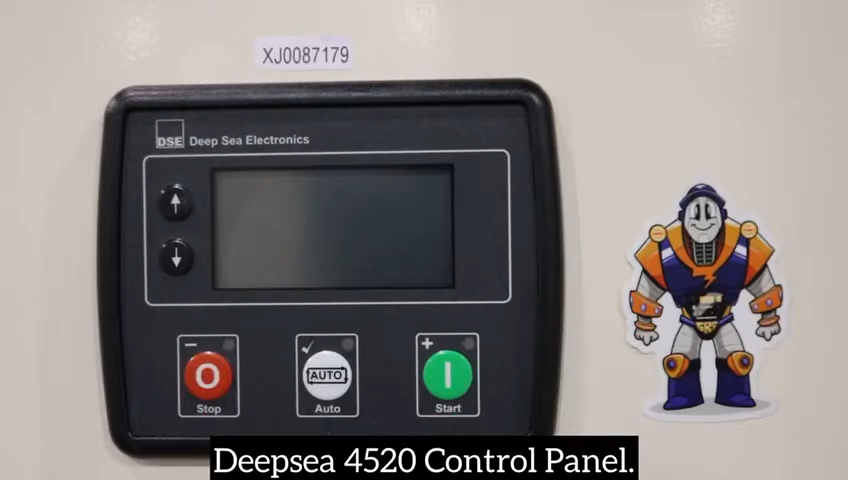 XJ0087179
DSE Deep Sea Electronics
O
AUTO
I
Stop
Auto
Start
Deepsea 4520 Control Panel.